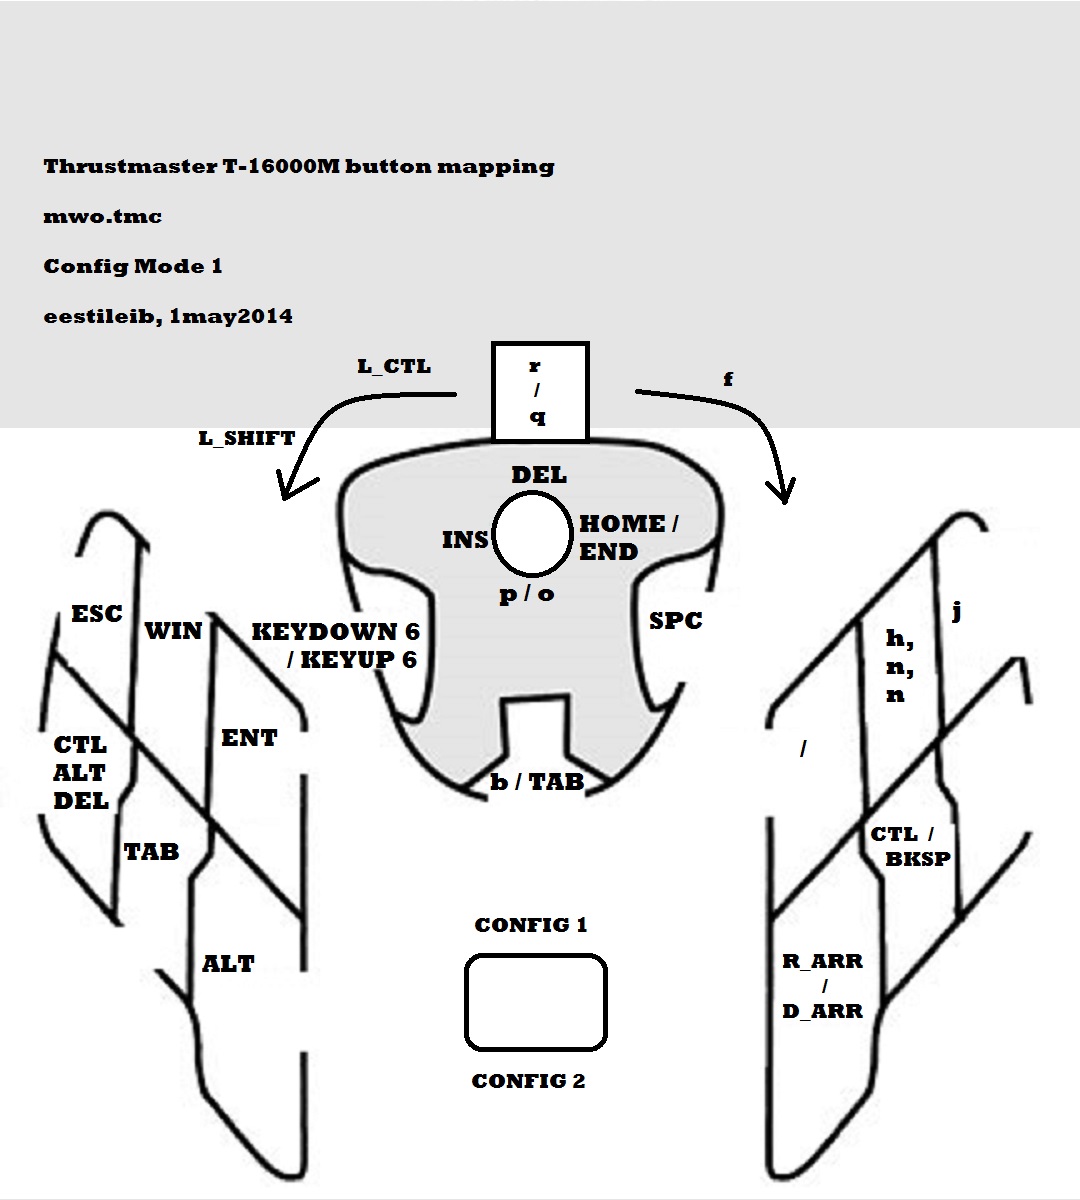 Thrustmaster T-16000M button mapping
mwo.tmc
Config Mode 1
eestileib, 1may2014
L_CTL
r
/
q
f
L_SHIFT
DEL
INS
HOME /
END
p / o
ESC
WIN
KEYDOWN 6
/ KEYUP 6
SPC
j
h,
n,
n
CTL
ALT
DEL
ENT
/
b / TAB
TAB
CTL /
BKSP
CONFIG 1
ALT
R_ARR
/
D_ARR
CONFIG 2